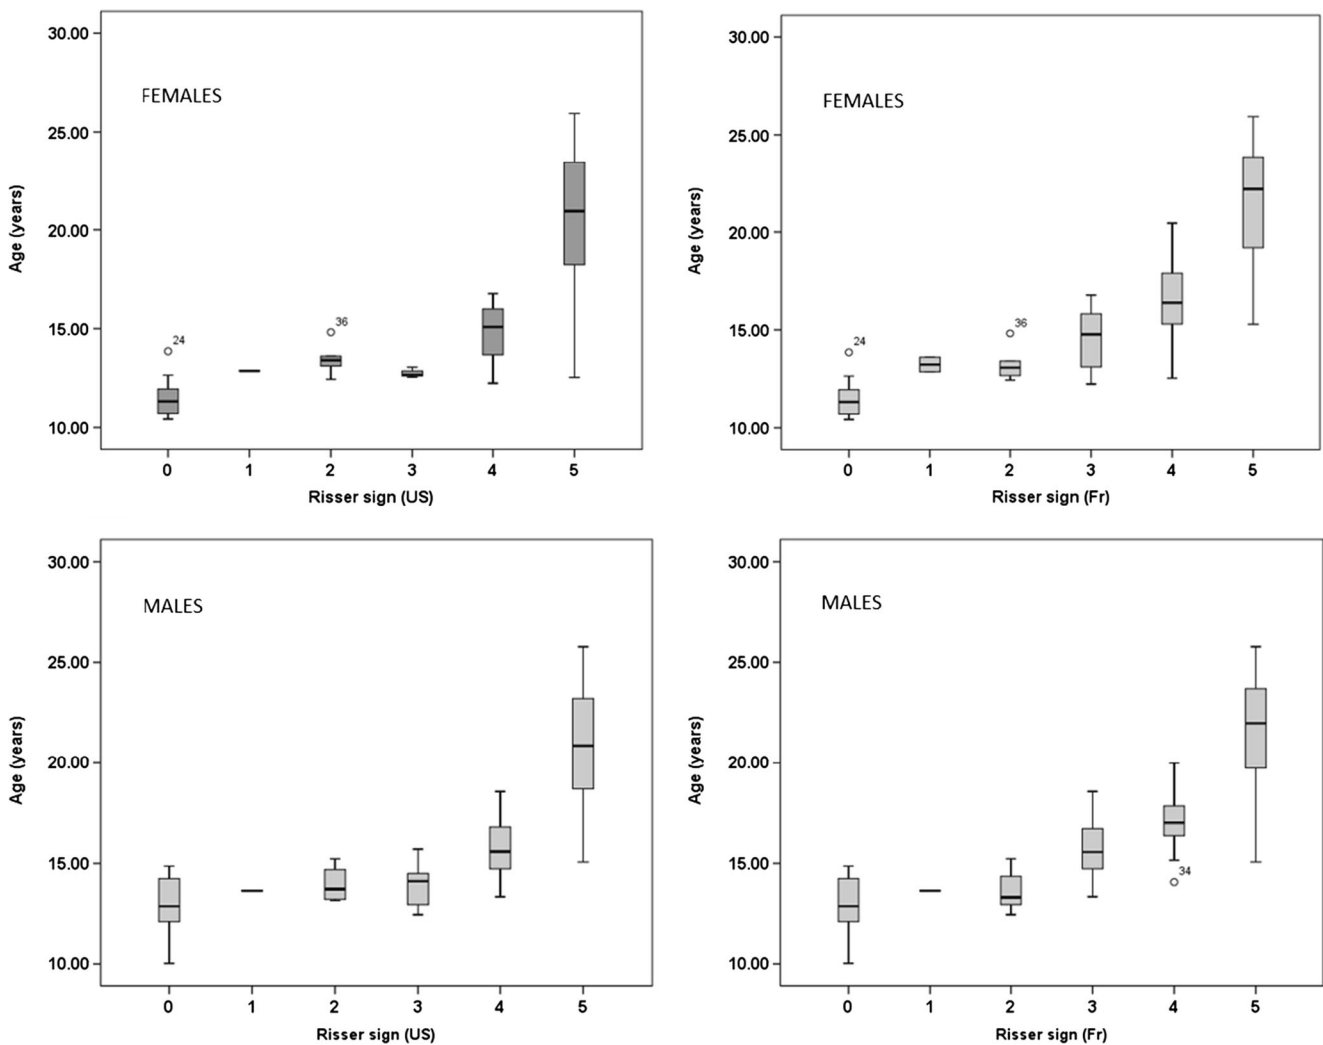 30.00
FEMALES
25.00
20.00
15.00
10.00
24
36
0 1 2 3 4 5
Age (years)
Risser sign (US)
30.00
FEMALES
25.00
20.00
15.00
10.00
24
36
0 1 2 3 4 5
Age (years)
Risser sign (Fr)
30.00
MALES
25.00
20.00
15.00
10.00
0 1 2 3 4 5
Age (years)
Risser sign (US)
30.00
MALES
25.00
20.00
15.00
10.00
34
0 1 2 3 4 5
Age (years)
Risser sign (Fr)